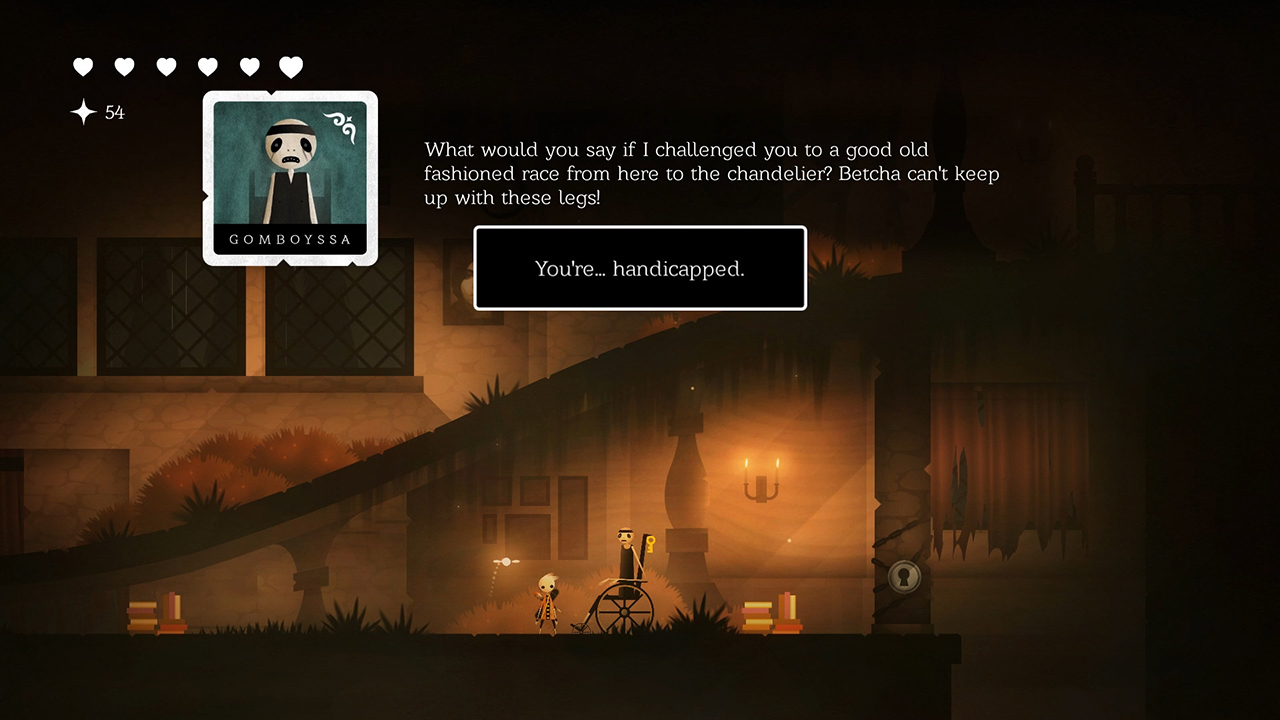 54
GOMBOYSSA
What would you say if I challenged you to a good old
fashioned race from here to the chandelier? Betcha can't keep
up with these legs!
You're... handicapped.